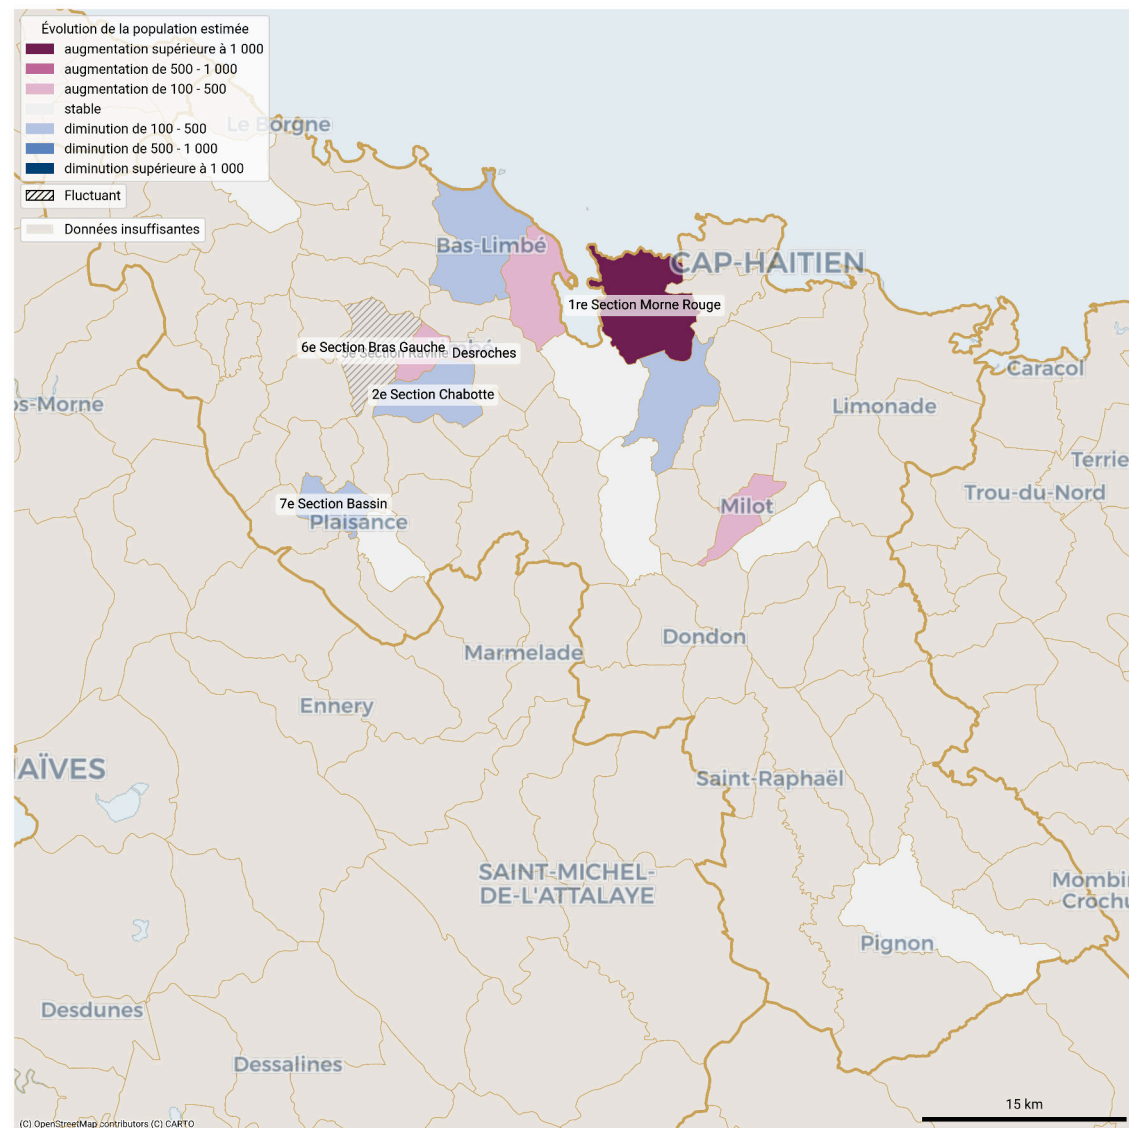 Évolution de la population estimée
augmentation supérieure à 1 000
augmentation de 500 - 1 000
augmentation de 100 - 500
stable
diminution de 100 - 500
diminution de 500 - 1 000
diminution supérieure à 1 000
Fluctuant
Données insuffisantes
Le Borgne
Bas-Limbé
CAP-HAITIEN
1re Section Morne Rouge
6e Section Bras Gauche
Desroches
Caracol
2e Section Chabotte
os-Morne
Limonade
Terrie
Trou-du-Nord
7e Section Bassin
Milot
Plaisance
Dondon
Marmelade
Ennery
NAÏVES
Saint-Raphaël
SAINT-MICHEL-
DE-L'ATTALAYE
Mombin
Crochu
Pignon
Desdunes
Dessalines
15 km
(C) OpenStreetMap contributors (C) CARTO